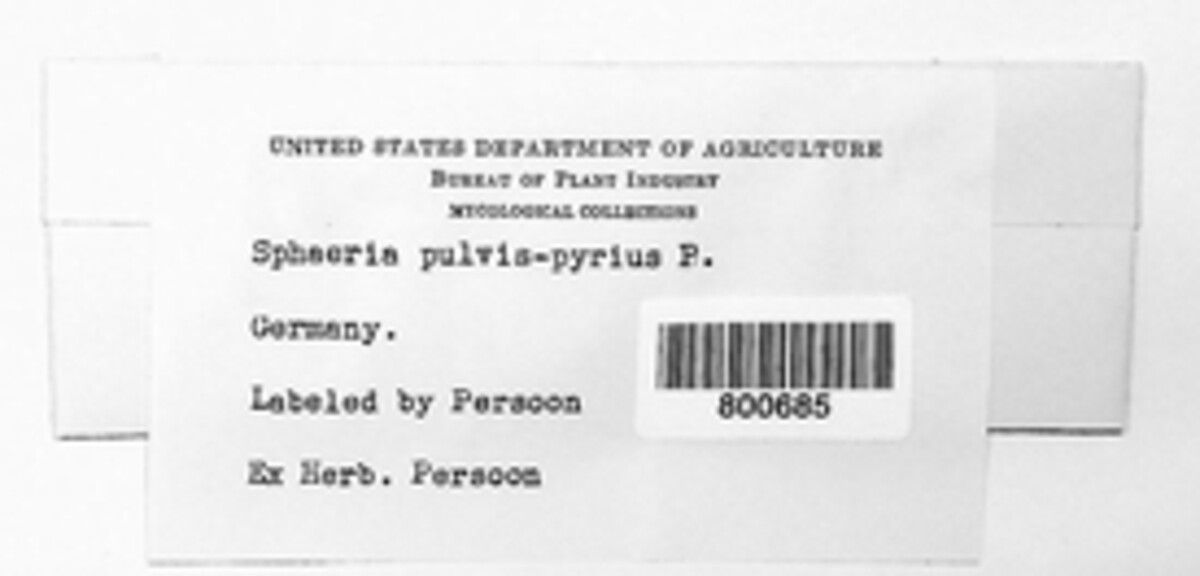 UNITED STATES DEPARTMENT OF AGRICULTURE
BUREAU OF PLANT INDUSTRY
MYCOLOGICAL COLLECTIONS
Sphaeria pulvis-pyrius P.
Germany.
800685
Labeled by Persoon
Ex Herb. Persoon